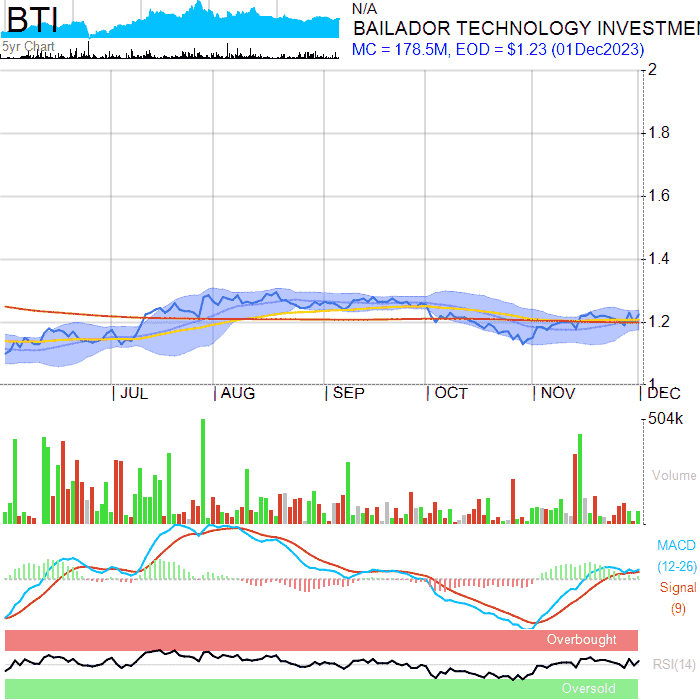 BTI
5yr Chart
N/A
BAILADOR TECHNOLOGY INVESTMEN
MC = 178.5M, EOD = $1.23 (01Dec2023)
2
1.8
1.6
1.4
1.2
1
JUL AUG SEP OCT NOV DEC
504k
Volume
MACD
(12-26)
Signal
(9)
Overbought
RSI(14)
Oversold